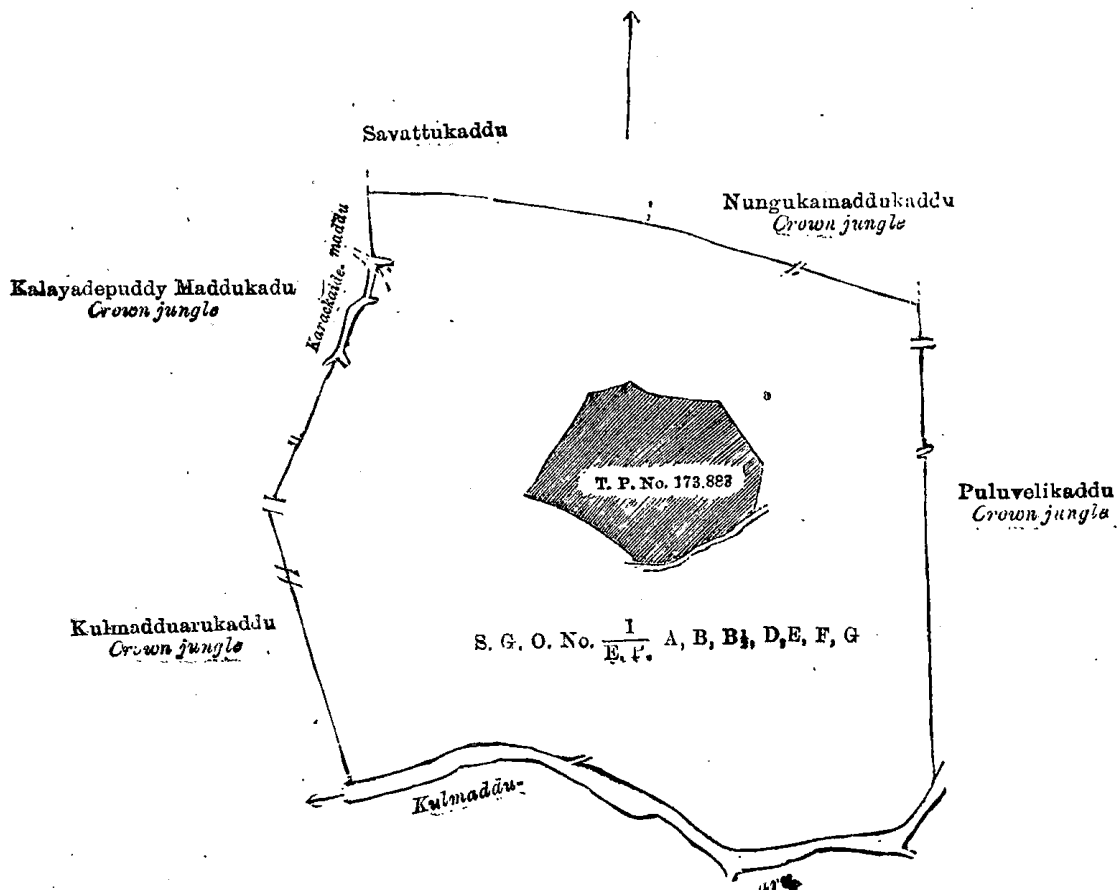 Savattukaddu
Nungukamaddukaddu
Crown jungle
Kalayadepuddy Maddukadu
Crown jungle
Karackaide-maddu
T. P. No. 173,883
Puluvelikaddu
Crown jungle
Kulmadduarukaddu
Crown jungle
S. G. O. No. 1/E. P. A, B, B½, D, E, F, G
Kulmaddu-